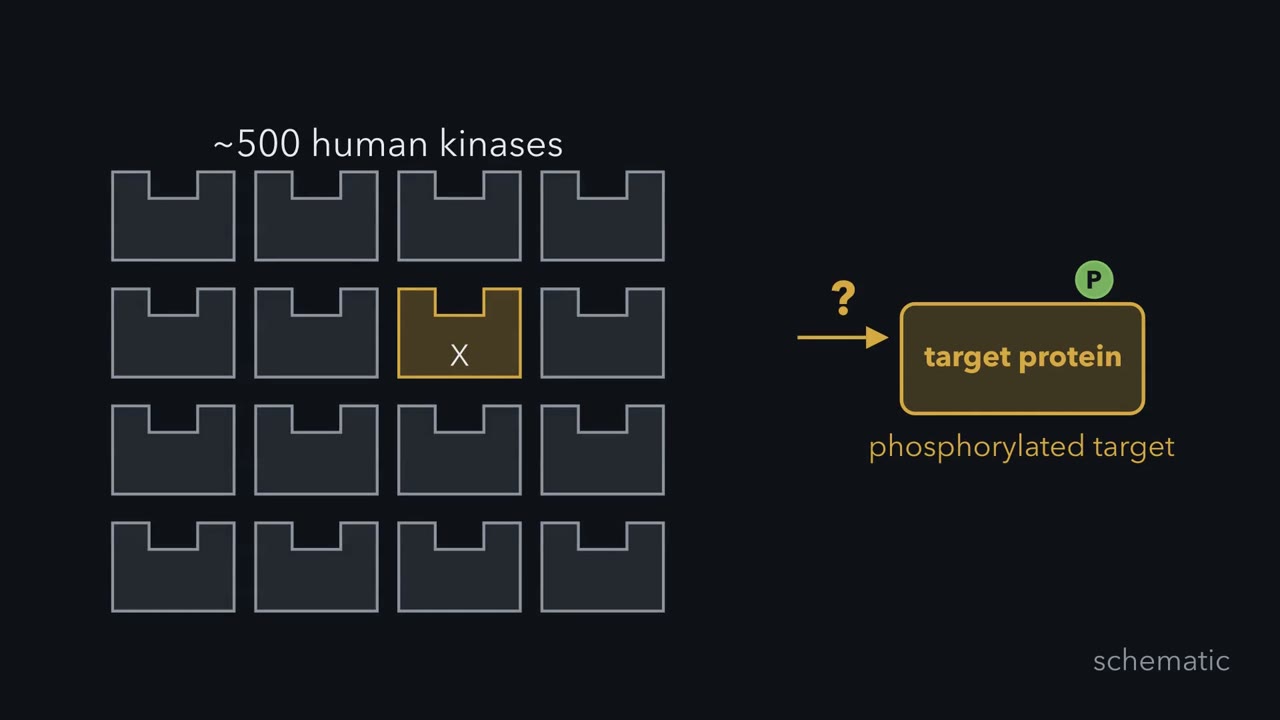 ~500 human kinases
X
?
P
target protein
phosphorylated target
schematic